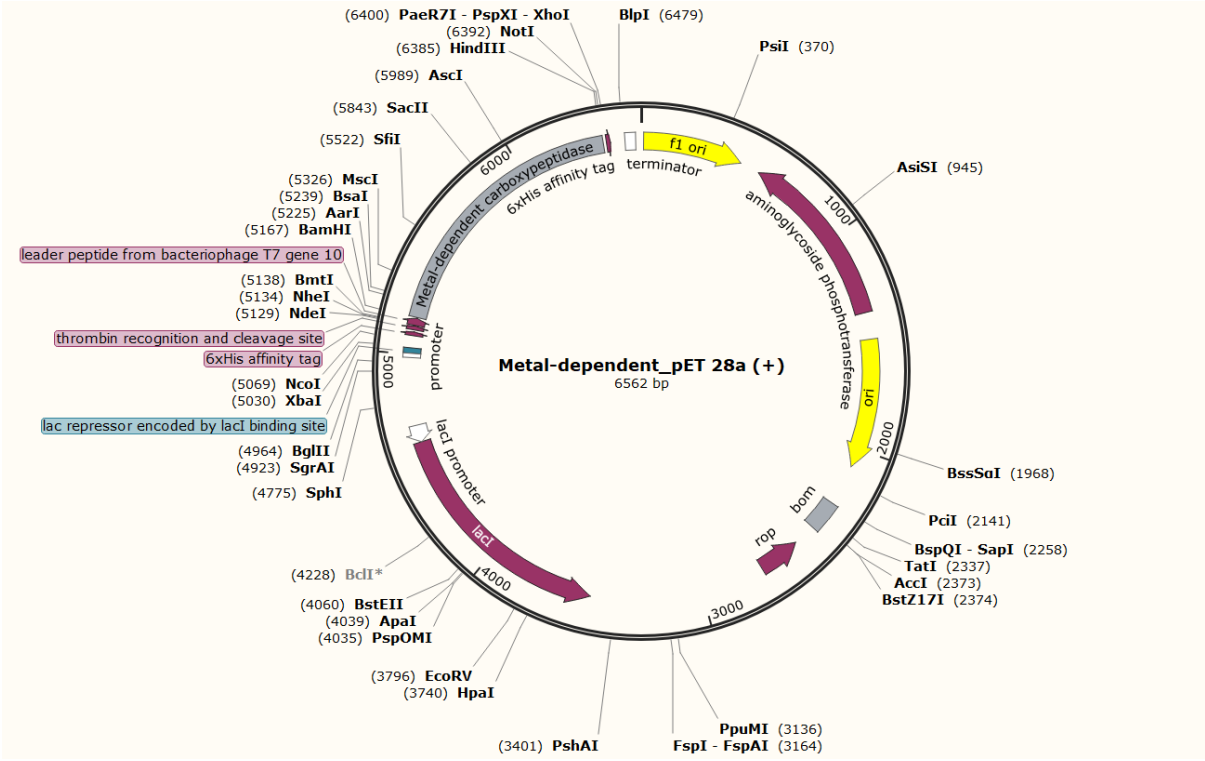 (6400) PaeR7I - PspXI - XhoI
(6392) NotI
(6385) HindIII
(5989) AscI
(5843) SacII
(5522) SfiI
(5326) MscI
(5239) BsaI
(5225) AarI
(5167) BamHI
leader peptide from bacteriophage T7 gene 10
(5138) BmtI
(5134) NheI
(5129) NdeI
thrombin recognition and cleavage site
6xHis affinity tag
(5069) NcoI
(5030) XbaI
lac repressor encoded by lacI binding site
(4964) BglII
(4923) SgrAI
(4775) SphI
(4228) BclI*
(4060) BstEII
(4039) ApaI
(4035) PspOMI
(3796) EcoRV
(3740) HpaI
(3401) PshAI
BlpI (6479)
PsiI (370)
AsiSI (945)
BssSαI (1968)
PciI (2141)
BspQI - SapI (2258)
TatI (2337)
AccI (2373)
BstZ17I (2374)
PpuMI (3136)
FspI - FspAI (3164)
Metal-dependent_pET 28a (+)
6562 bp
1000
2000
3000
4000
5000
6000
f1 ori
terminator
aminoglycoside phosphotransferase
ori
bom
rop
lacI
lacI promoter
promoter
Metal-dependent carboxypeptidase
6xHis affinity tag